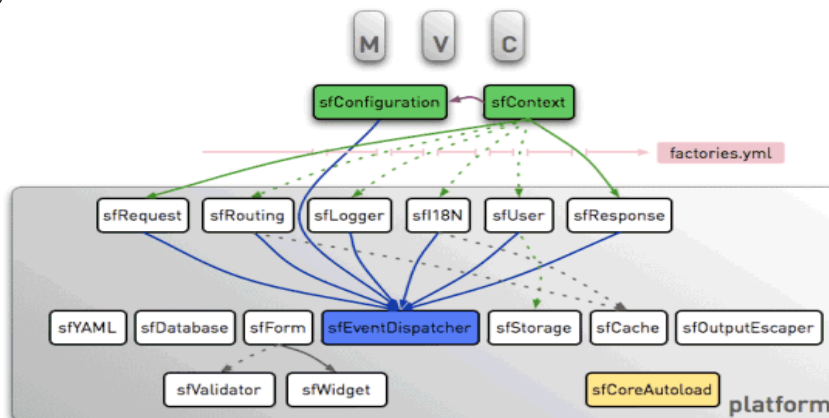 M V C
sfConfiguration sfContext
factories.yml
sfRequest sfRouting sfLogger sfI18N sfUser sfResponse
sfYAML sfDatabase sfForm sfEventDispatcher sfStorage sfCache sfOutputEscaper
sfValidator sfWidget sfCoreAutoload
platform